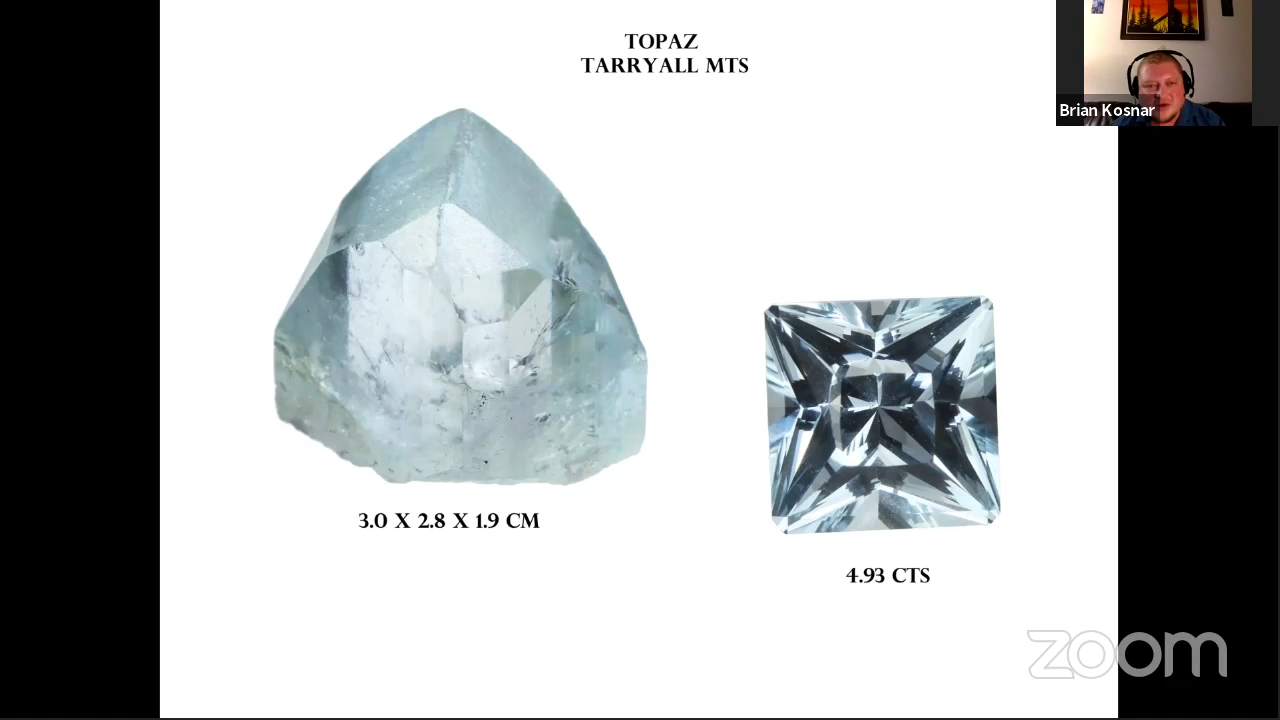 TOPAZ
TARRYALL MTS
Brian Kosnar
3.0 X 2.8 X 1.9 CM
4.93 CTS
zoom